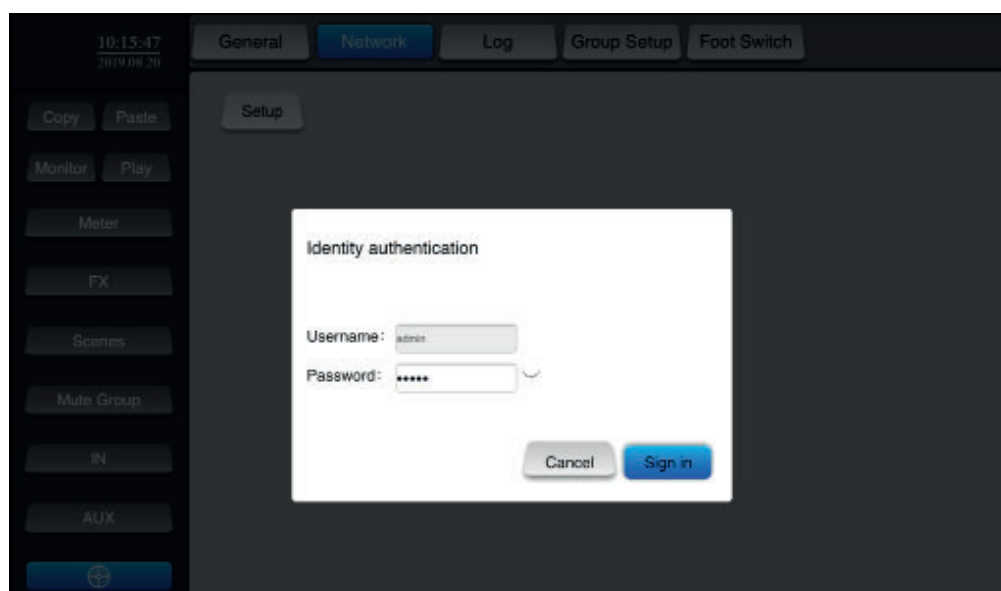 10:15:47
2019.08.20
General Network Log Group Setup Foot Switch
Copy Paste
Setup
Monitor Play
Meter
Identity authentication
FX
Username: admin
Scenes
Password: •••••
Mute Group
IN
Cancel Sign in
AUX